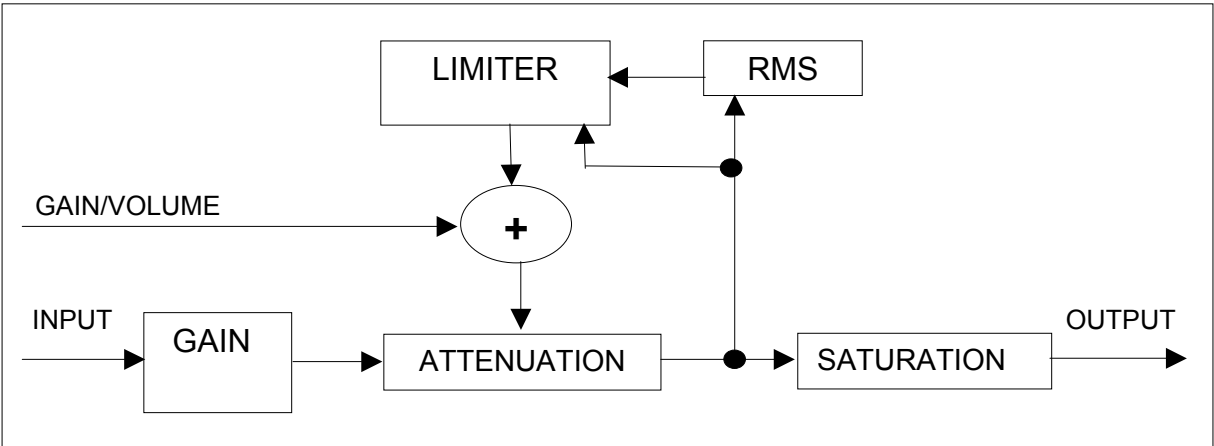 LIMITER
RMS
GAIN/VOLUME
+
INPUT
GAIN
ATTENUATION
SATURATION
OUTPUT